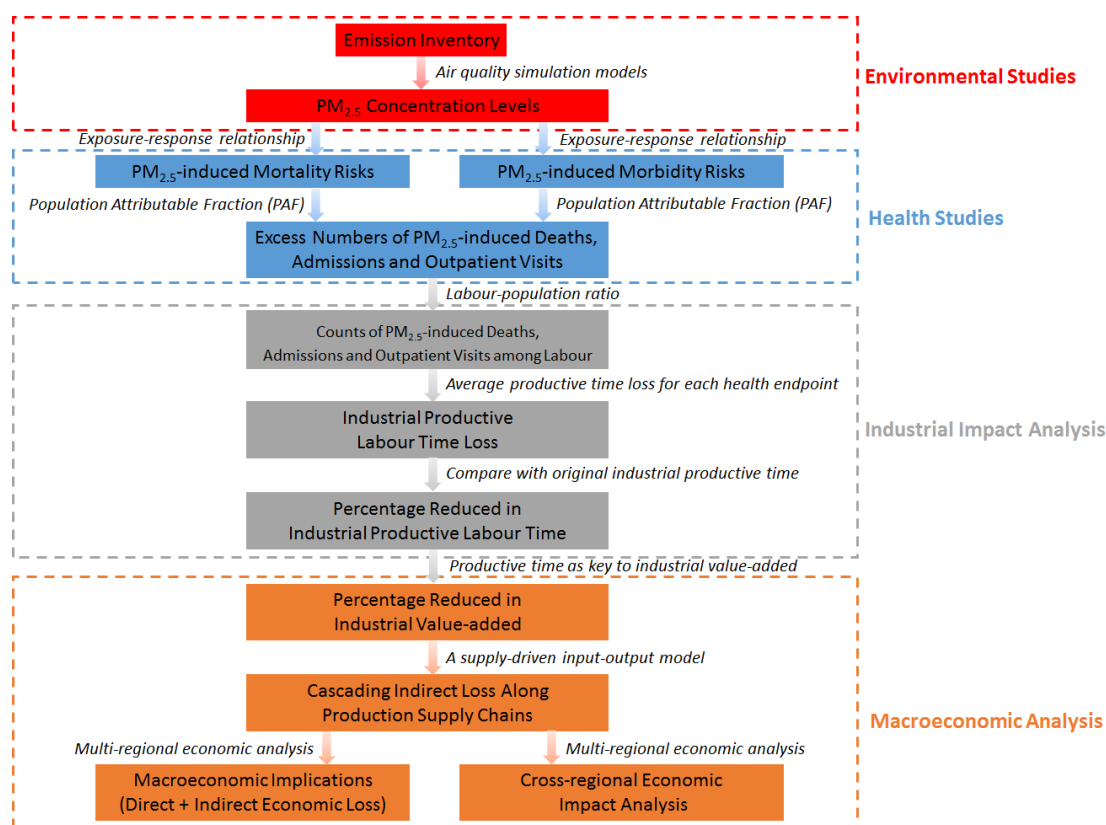 Emission Inventory
Air quality simulation models
Environmental Studies
PM2.5 Concentration Levels
Exposure-response relationship
Exposure-response relationship
PM2.5-induced Mortality Risks
PM2.5-induced Morbidity Risks
Population Attributable Fraction (PAF)
Population Attributable Fraction (PAF)
Health Studies
Excess Numbers of PM2.5-induced Deaths,
Admissions and Outpatient Visits
Labour-population ratio
Counts of PM2.5-induced Deaths,
Admissions and Outpatient Visits among Labour
Average productive time loss for each health endpoint
Industrial Productive
Labour Time Loss
Industrial Impact Analysis
Compare with original industrial productive time
Percentage Reduced in
Industrial Productive Labour Time
Productive time as key to industrial value-added
Percentage Reduced in
Industrial Value-added
A supply-driven input-output model
Cascading Indirect Loss Along
Production Supply Chains
Macroeconomic Analysis
Multi-regional economic analysis
Multi-regional economic analysis
Macroeconomic Implications
(Direct + Indirect Economic Loss)
Cross-regional Economic
Impact Analysis